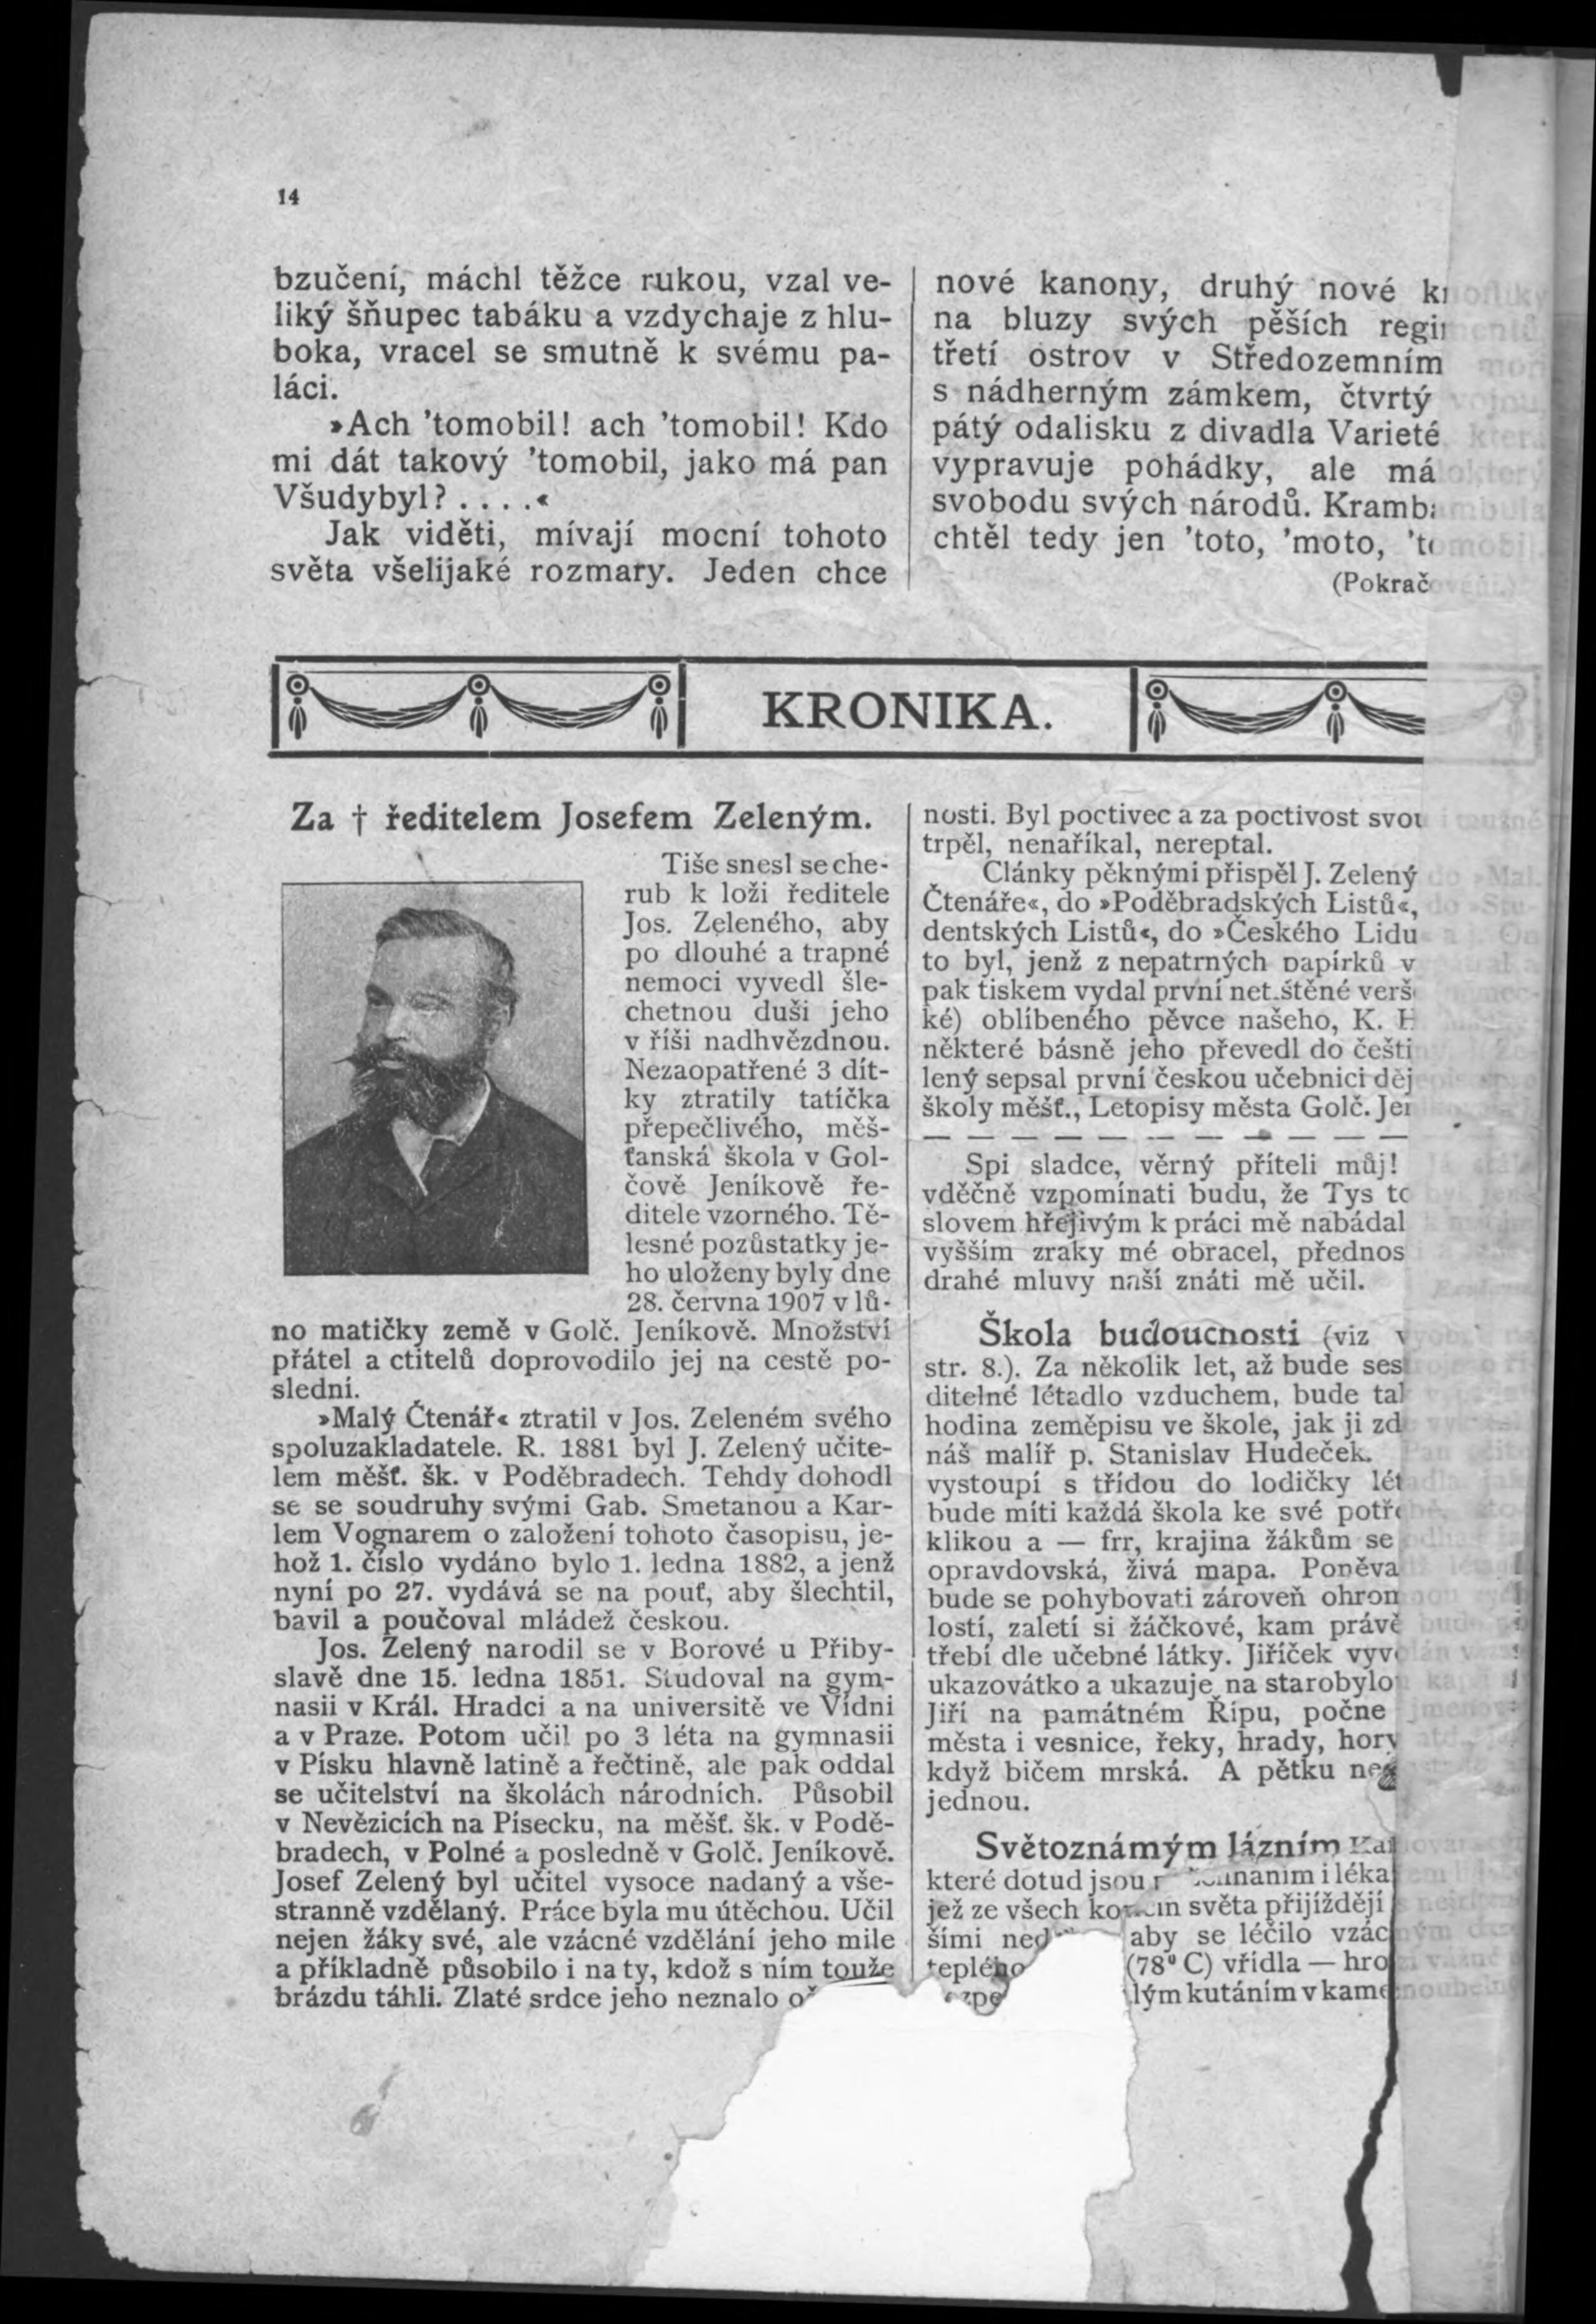 14
bzučení, máchl těžce rukou, vzal ve-
liký šňupec tabáku a vzdychaje z hlu-
boka, vracel se smutně k svému pa-
láci.
»Ach ’tomobil! ach ’tomobil! Kdo
mi dát takový ’tomobil, jako má pan
Všudybyl? . . . .«
Jak viděti, mívají mocní tohoto
světa všelijaké rozmary. Jeden chce
nové kanony, druhý nové
na bluzy svých pěších
třetí ostrov v Středozemním
s nádherným zámkem, čtvrtý
pátý odalisku z divadla Varieté
vypravuje pohádky, ale má
svobodu svých národů.
chtěl tedy jen ’toto, ’moto,
KRONIKA.
Za † ředitelem Josefem Zeleným.
Tiše snesl se che-
rub k loži ředitele
Jos. Zeleného, aby
po dlouhé a trapné
nemoci vyvedl šle-
chetnou duši jeho
v říši nadhvězdnou.
Nezaopatřené 3 dít-
ky ztratily tatíčka
přepečlivého, měš-
ťanská škola v Gol-
čově Jeníkově ře-
ditele vzorného. Tě-
lesné pozůstatky je-
ho uloženy byly dne
28. června 1907 v lů-
no matičky země v Golč. Jeníkově. Množství
přátel a ctitelů doprovodilo jej na cestě po-
slední.
»Malý Čtenář« ztratil v Jos. Zeleném svého
spoluzakladatele. R. 1881 byl J. Zelený učite-
lem měšť. šk. v Poděbradech. Tehdy dohodl
se se soudruhy svými Gab. Smetanou a Kar-
lem Vognarem o založení tohoto časopisu, je-
hož 1. číslo vydáno bylo 1. ledna 1882, a jenž
nyní po 27. vydává se na pouť, aby šlechtil,
bavil a poučoval mládež českou.
Jos. Zelený narodil se v Borové u Přiby-
slavě dne 15. ledna 1851. Studoval na gym-
nasii v Král. Hradci a na universitě ve Vídni
a v Praze. Potom učil po 3 léta na gymnasii
v Písku hlavně latině a řečtině, ale pak oddal
se učitelství na školách národních. Působil
v Nevězicích na Písecku, na měšť. šk. v Podě-
bradech, v Polné a posledně v Golč. Jeníkově.
Josef Zelený byl učitel vysoce nadaný a vše-
stranně vzdělaný. Práce byla mu útěchou. Učil
nejen žáky své, ale vzácné vzdělání jeho mile
a příkladně působilo i na ty, kdož s ním touže
brázdu táhli. Zlaté srdce jeho neznalo
nosti. Byl poctivec a za poctivost
trpěl, nenaříkal, nereptal.
Články pěknými přispěl J. Zelený
Čtenáře«, do »Poděbradských Listů«,
dentských Listů«, do »Českého Lidu
to byl, jenž z nepatrných papírků
pak tiskem vydal první
ké) oblíbeného pěvce našeho, K.
některé básně jeho převedl do
lený sepsal první českou učebnici
školy měšť., Letopisy města Golč.
Spi sladce, věrný příteli můj!
vděčně vzpomínati budu, že Tys
slovem hřejivým k práci mě nabádal
vyšším zraky mé obracel,
drahé mluvy naší znáti mě učil.
Škola budoucnosti (viz
str. 8.). Za několik let, až bude
ditelné létadlo vzduchem, bude
hodina zeměpisu ve škole, jak ji
náš malíř p. Stanislav Hudeček.
vystoupí s třídou do lodičky
bude míti každá škola ke své
klikou a — frr, krajina žákům se
opravdovská, živá mapa.
bude se pohybovati zároveň
lostí, zaletí si žáčkové, kam právě
třebí dle učebné látky. Jiříček
ukazovátko a ukazuje na
Jiří na památném Řípu, počne
města i vesnice, řeky, hrady, hory
když bičem mrská. A pětku
jednou.
Světoznámým lázním
které dotud jsou
jež ze všech světa přijíždějí
šími aby se léčilo
teplého (78° C) vřídla —
lým kutáním v